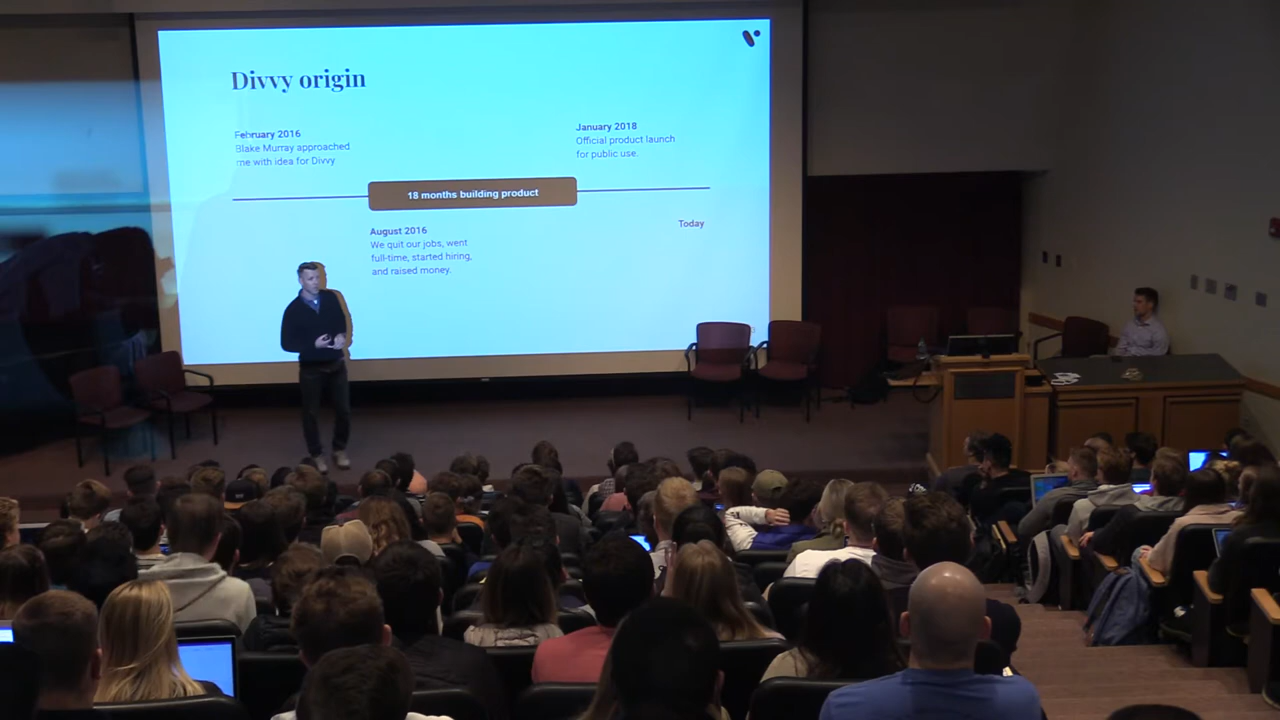 Divvy origin
February 2016
Blake Murray approached
me with idea for Divvy
January 2018
Official product launch
for public use.
18 months building product
August 2016
We quit our jobs, went
full-time, started hiring,
and raised money.
Today